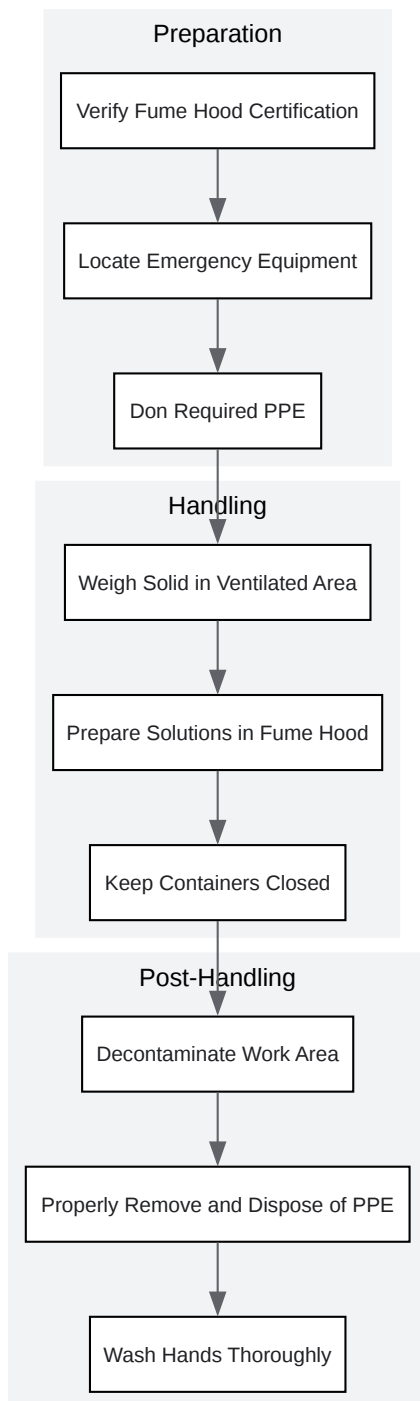 Preparation
Verify Fume Hood Certification
Locate Emergency Equipment
Don Required PPE
Handling
Weigh Solid in Ventilated Area
Prepare Solutions in Fume Hood
Keep Containers Closed
Post-Handling
Decontaminate Work Area
Properly Remove and Dispose of PPE
Wash Hands Thoroughly